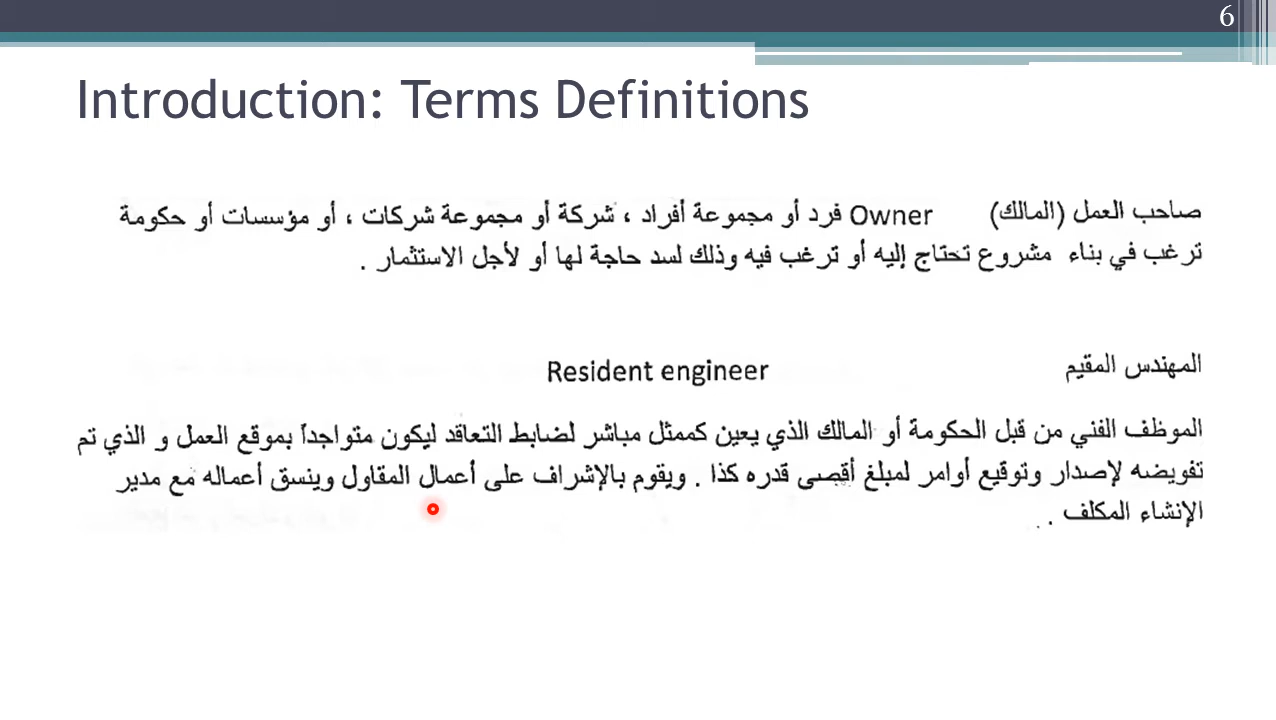 6
Introduction: Terms Definitions
صاحب العمل (المالك) Owner فرد أو مجموعة أفراد ، شركة أو مجموعة شركات ، أو مؤسسات أو حكومة
ترغب في بناء مشروع تحتاج إليه أو ترغب فيه وذلك لسد حاجة لها أو لأجل الاستثمار .
المهندس المقيم Resident engineer
الموظف الفني من قبل الحكومة أو المالك الذي يعين كممثل مباشر لضابط التعاقد ليكون متواجداً بموقع العمل و الذي تم
تفويضه لإصدار وتوقيع أوامر لمبلغ أقصى قدره كذا . ويقوم بالإشراف على أعمال المقاول وينسق أعماله مع مدير
الإنشاء المكلف .